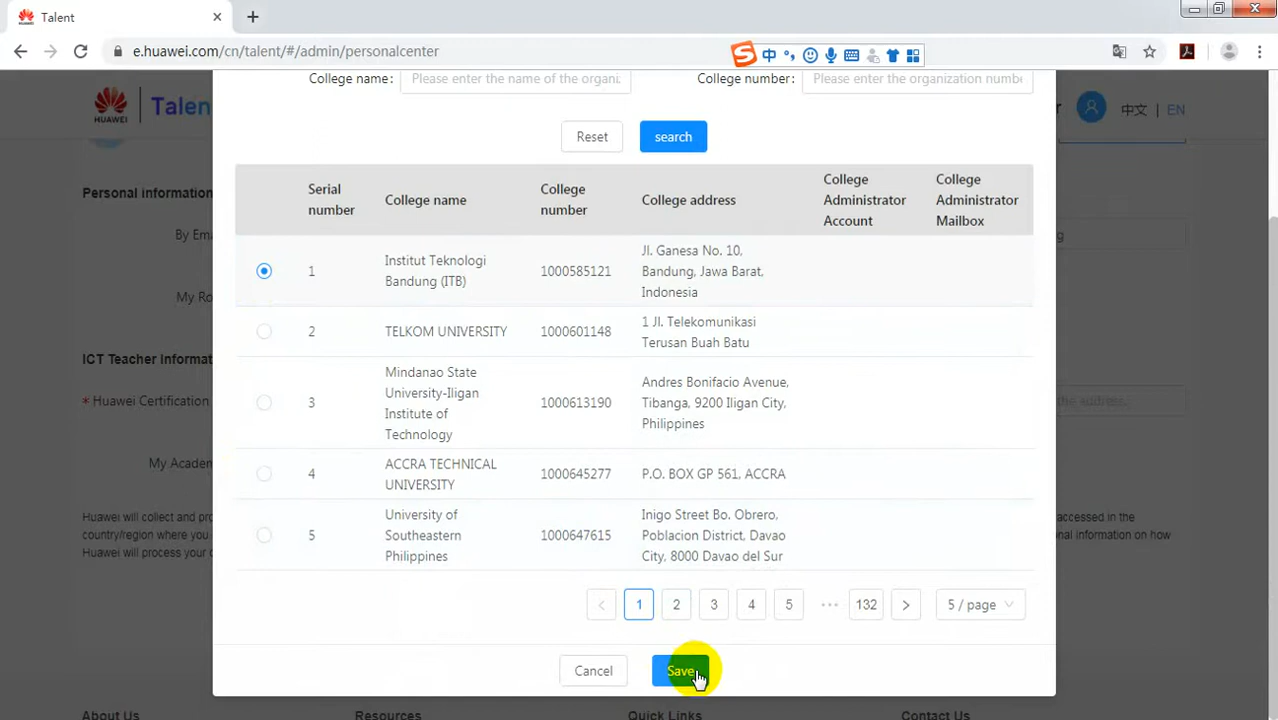 Talent
e.huawei.com/cn/talent/#/admin/personalcenter
中
College name:
Please enter the name of the organi
College number:
Please enter the organization numbe
HUAWEI
Talen
r
中文 | EN
Reset
search
Serial number
College name
College number
College address
College Administrator Account
College Administrator Mailbox
Personal information
By Ema
g
My Ro
ICT Teacher informat
* Huawei Certification
the address.
My Academ
1
Institut Teknologi Bandung (ITB)
1000585121
Jl. Ganesa No. 10, Bandung, Jawa Barat, Indonesia
2
TELKOM UNIVERSITY
1000601148
1 Jl. Telekomunikasi Terusan Buah Batu
3
Mindanao State University-Iligan Institute of Technology
1000613190
Andres Bonifacio Avenue, Tibanga, 9200 Iligan City, Philippines
4
ACCRA TECHNICAL UNIVERSITY
1000645277
P.O. BOX GP 561, ACCRA
5
University of Southeastern Philippines
1000647615
Inigo Street Bo. Obrero, Poblacion District, Davao City, 8000 Davao del Sur
Huawei will collect and pro
accessed in the
country/region where you
nal information on how
Huawei will process your
< 1 2 3 4 5 ••• 132 >
5 / page
Cancel
Save
About Us
Resources
Quick Links
Contact Us